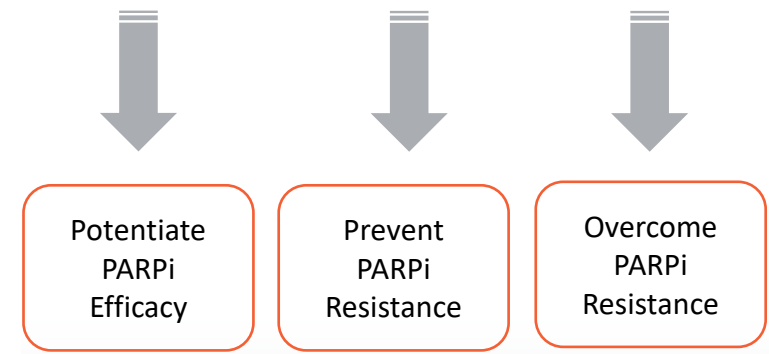 Potentiate
PARPi
Efficacy
Prevent
PARPi
Resistance
Overcome
PARPi
Resistance